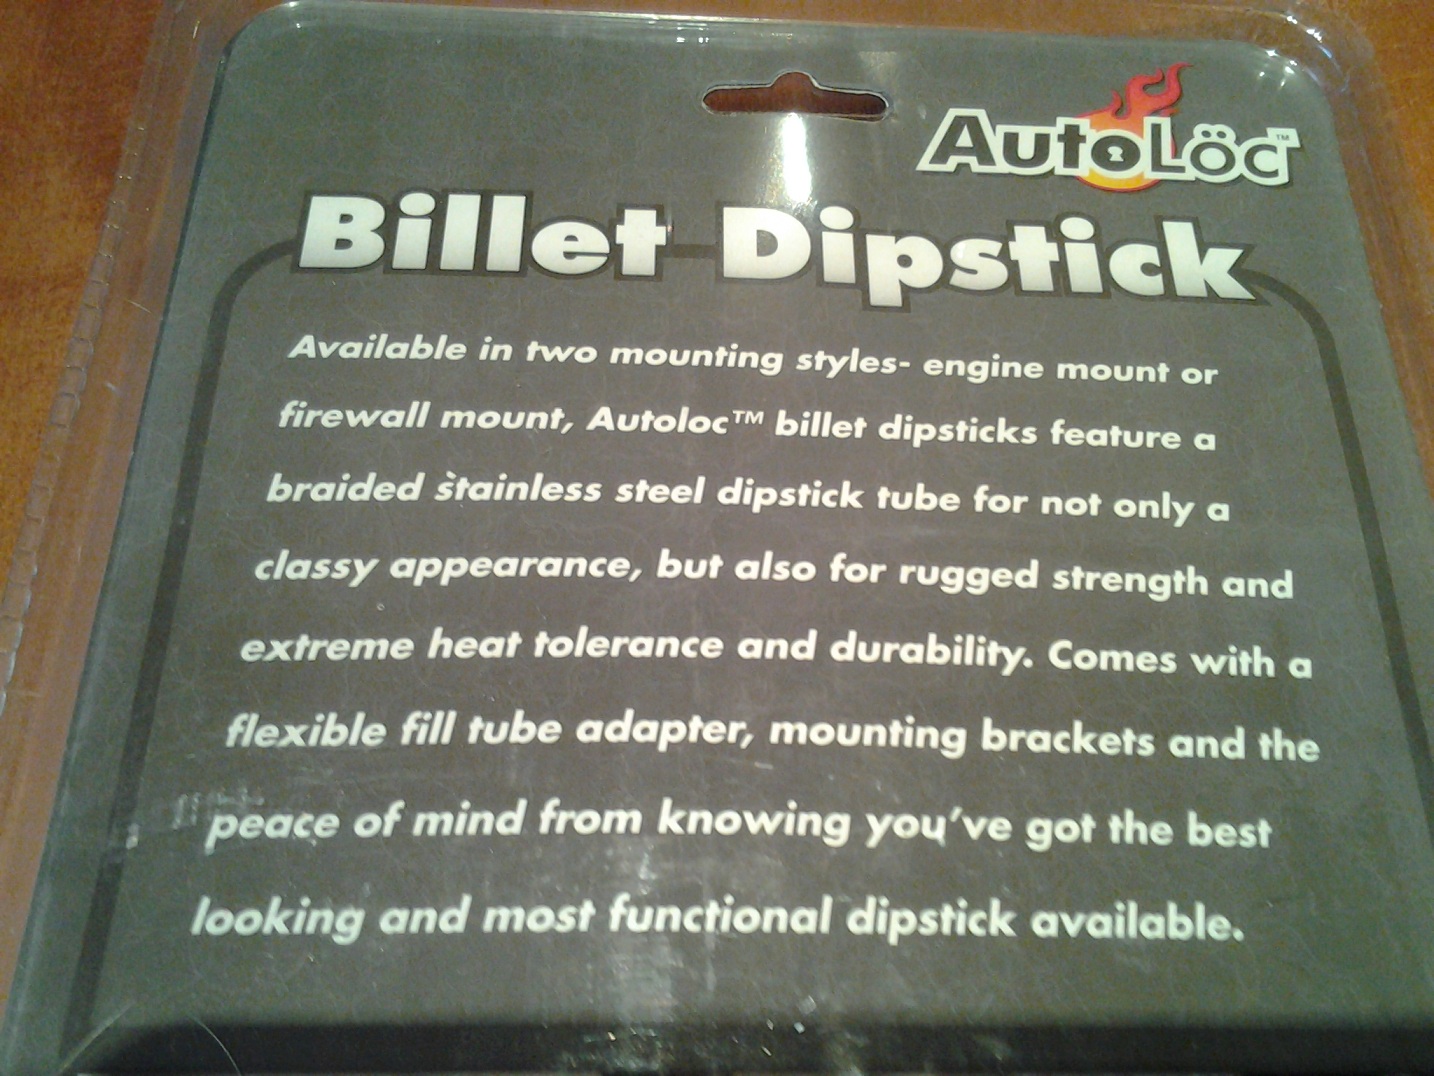 AutoLöc™
Billet Dipstick
Available in two mounting styles- engine mount or
firewall mount, Autoloc™ billet dipsticks feature a
braided stainless steel dipstick tube for not only a
classy appearance, but also for rugged strength and
extreme heat tolerance and durability. Comes with a
flexible fill tube adapter, mounting brackets and the
peace of mind from knowing you've got the best
looking and most functional dipstick available.